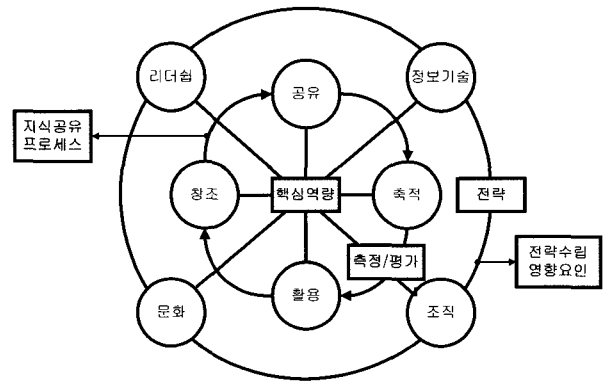 리더쉽
정보기술
공유
지식공유
프로세스
창조
핵심역량
축적
전략
측정/평가
전략수립
영향요인
활용
문화
조직